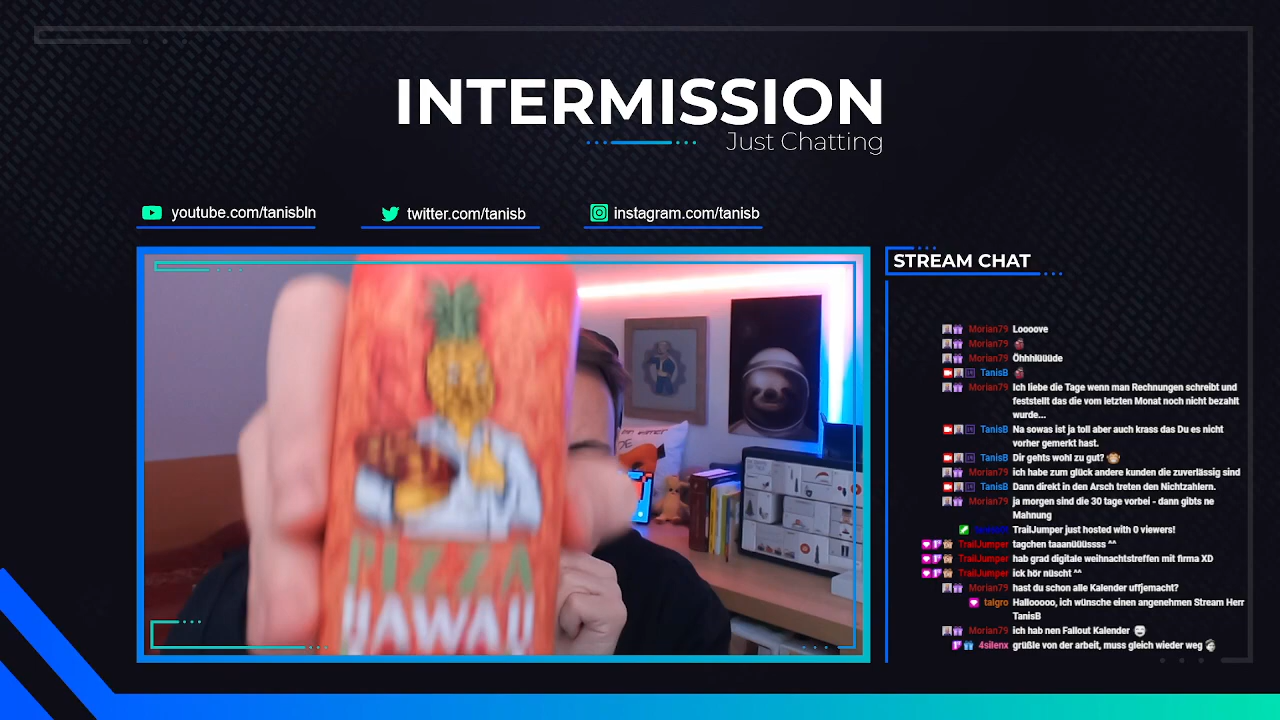 INTERMISSION
Just Chatting
youtube.com/tanisbln
twitter.com/tanisb
instagram.com/tanisb
STREAM CHAT
PIZZA
HAWAII
Morian79 Loooove
Morian79
Morian79 Öhhhlüüüde
TanisB
Morian79 Ich liebe die Tage wenn man Rechnungen schreibt und
feststellt das die vom letzten Monat noch nicht bezahlt
wurde...
TanisB Na sowas ist ja toll aber auch krass das Du es nicht
vorher gemerkt hast.
TanisB Dir gehts wohl zu gut?
Morian79 ich habe zum glück andere kunden die zuverlässig sind
TanisB Dann direkt in den Arsch treten den Nichtzahlern.
Morian79 ja morgen sind die 30 tage vorbei - dann gibts ne
Mahnung
TrailJumper just hosted with 0 viewers!
TrailJumper tagchen taaanüüüssss ^^
TrailJumper hab grad digitale weihnachtstreffen mit firma XD
TrailJumper ick hör nüscht ^^
Morian79 hast du schon alle Kalender uffjemacht?
talgro Hallooooo, ich wünsche einen angenehmen Stream Herr
TanisB
Morian79 ich hab nen Fallout Kalender
4silenx grüßle von der arbeit, muss gleich wieder weg